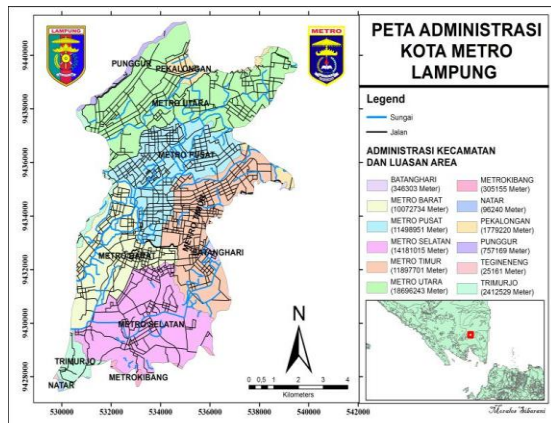 LAMPUNG
METRO
PETA ADMINISTRASI
KOTA METRO
LAMPUNG
Legend
Sungai
Jalan
ADMINISTRASI KECAMATAN
DAN LUASAN AREA
BATANGHARI
(346303 Meter)
METRO BARAT
(10072734 Meter)
METRO PUSAT
(11498951 Meter)
METRO SELATAN
(14181015 Meter)
METRO TIMUR
(11897701 Meter)
METRO UTARA
(18696243 Meter)
METROKIBANG
(305155 Meter)
NATAR
(96240 Meter)
PEKALONGAN
(1779220 Meter)
PUNGGUR
(757169 Meter)
TEGINENENG
(25161 Meter)
TRIMURJO
(2412529 Meter)
PUNGGUR
PEKALONGAN
METRO UTARA
METRO PUSAT
METRO TIMUR
METRO BARAT
BATANGHARI
METRO SELATAN
TRIMURJO
NATAR
METROKIBANG
N
0 0,5 1 2 3 4
Kilometers
9440000
9438000
9436000
9434000
9432000
9430000
9428000
530000 532000 534000 536000 538000 540000 542000